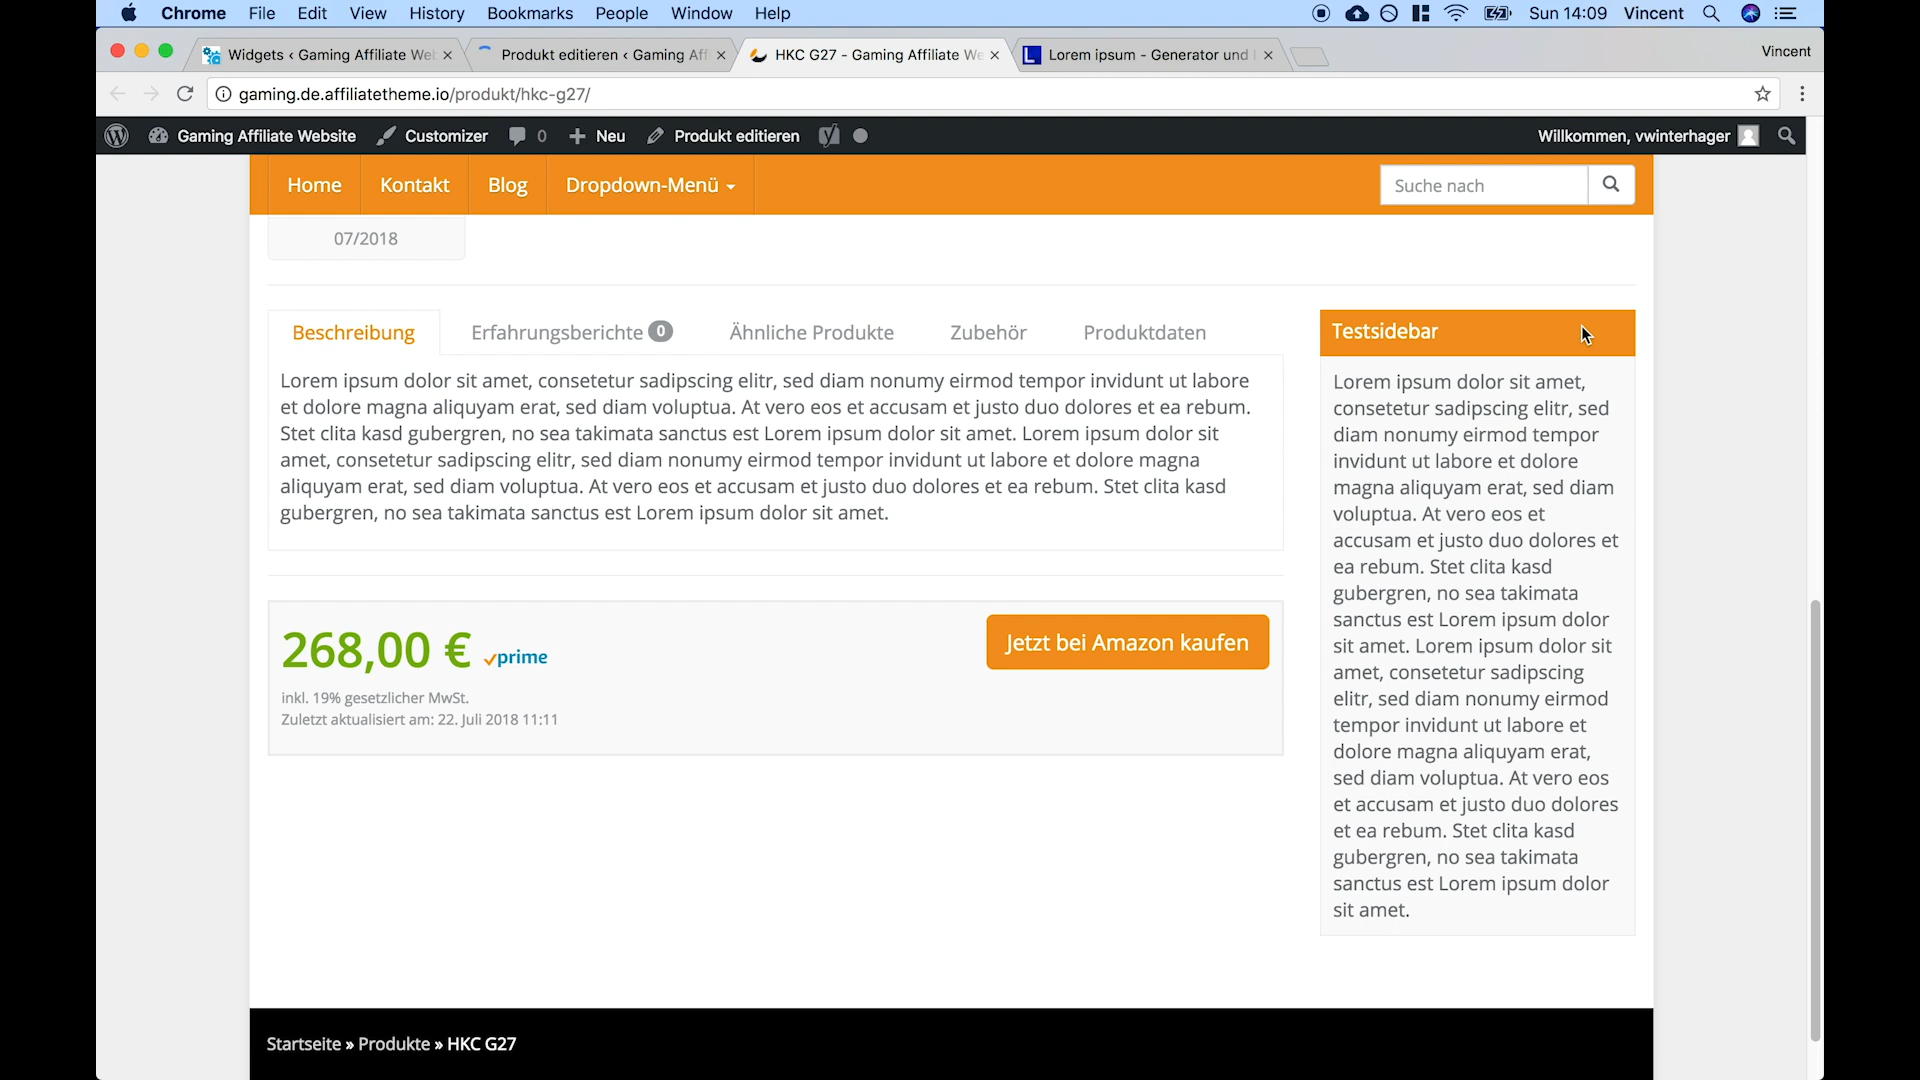 Chrome File Edit View History Bookmarks People Window Help Sun 14:09 Vincent
Widgets ‹ Gaming Affiliate We
Produkt editieren ‹ Gaming Aff
HKC G27 - Gaming Affiliate We
Lorem ipsum - Generator und
Vincent
gaming.de.affiliatetheme.io/produkt/hkc-g27/
Gaming Affiliate Website Customizer 0 Neu Produkt editieren Willkommen, vwinterhager
Home Kontakt Blog Dropdown-Menü Suche nach
07/2018
Beschreibung Erfahrungsberichte 0 Ähnliche Produkte Zubehör Produktdaten
Lorem ipsum dolor sit amet, consetetur sadipscing elitr, sed diam nonumy eirmod tempor invidunt ut labore
et dolore magna aliquyam erat, sed diam voluptua. At vero eos et accusam et justo duo dolores et ea rebum.
Stet clita kasd gubergren, no sea takimata sanctus est Lorem ipsum dolor sit amet. Lorem ipsum dolor sit
amet, consetetur sadipscing elitr, sed diam nonumy eirmod tempor invidunt ut labore et dolore magna
aliquyam erat, sed diam voluptua. At vero eos et accusam et justo duo dolores et ea rebum. Stet clita kasd
gubergren, no sea takimata sanctus est Lorem ipsum dolor sit amet.
268,00 € prime
Jetzt bei Amazon kaufen
inkl. 19% gesetzlicher MwSt.
Zuletzt aktualisiert am: 22. Juli 2018 11:11
Testsidebar
Lorem ipsum dolor sit amet,
consetetur sadipscing elitr, sed
diam nonumy eirmod tempor
invidunt ut labore et dolore
magna aliquyam erat, sed diam
voluptua. At vero eos et
accusam et justo duo dolores et
ea rebum. Stet clita kasd
gubergren, no sea takimata
sanctus est Lorem ipsum dolor
sit amet. Lorem ipsum dolor sit
amet, consetetur sadipscing
elitr, sed diam nonumy eirmod
tempor invidunt ut labore et
dolore magna aliquyam erat,
sed diam voluptua. At vero eos
et accusam et justo duo dolores
et ea rebum. Stet clita kasd
gubergren, no sea takimata
sanctus est Lorem ipsum dolor
sit amet.
Startseite » Produkte » HKC G27